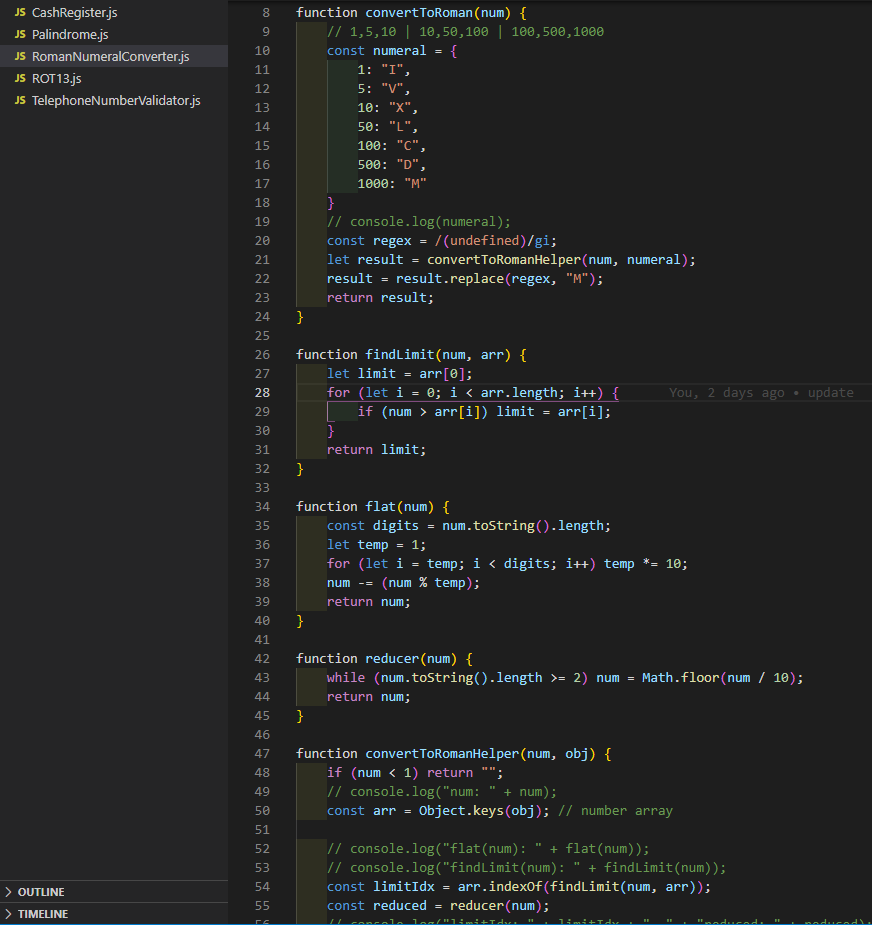 JS CashRegister.js
JS Palindrome.js
JS RomanNumeralConverter.js
JS ROT13.js
JS TelephoneNumberValidator.js
OUTLINE
TIMELINE
8 function convertToRoman(num) {
9 // 1,5,10 | 10,50,100 | 100,500,1000
10 const numeral = {
11 1: "I",
12 5: "V",
13 10: "X",
14 50: "L",
15 100: "C",
16 500: "D",
17 1000: "M"
18 }
19 // console.log(numeral);
20 const regex = /(undefined)/gi;
21 let result = convertToRomanHelper(num, numeral);
22 result = result.replace(regex, "M");
23 return result;
24 }
25
26 function findLimit(num, arr) {
27 let limit = arr[0];
28 for (let i = 0; i < arr.length; i++) { You, 2 days ago • update
29 if (num > arr[i]) limit = arr[i];
30 }
31 return limit;
32 }
33
34 function flat(num) {
35 const digits = num.toString().length;
36 let temp = 1;
37 for (let i = temp; i < digits; i++) temp *= 10;
38 num -= (num % temp);
39 return num;
40 }
41
42 function reducer(num) {
43 while (num.toString().length >= 2) num = Math.floor(num / 10);
44 return num;
45 }
46
47 function convertToRomanHelper(num, obj) {
48 if (num < 1) return "";
49 // console.log("num: " + num);
50 const arr = Object.keys(obj); // number array
51
52 // console.log("flat(num): " + flat(num));
53 // console.log("findLimit(num): " + findLimit(num));
54 const limitIdx = arr.indexOf(findLimit(num, arr));
55 const reduced = reducer(num);
56 // console.log("limitIdx: " + limitIdx + ", " + "reduced: " + reduced);